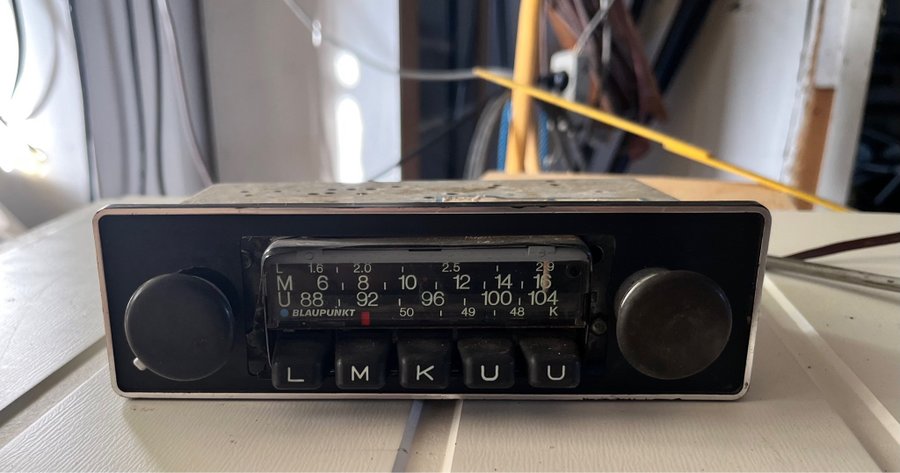 L 1.6 2.0 2.5 2.9
M 6 8 10 12 14 16
U 88 92 96 100 104
BLAUPUNKT 50 49 48 K
L M K U U